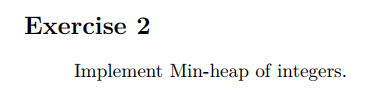 Exercise 2
Implement Min-heap of integers.